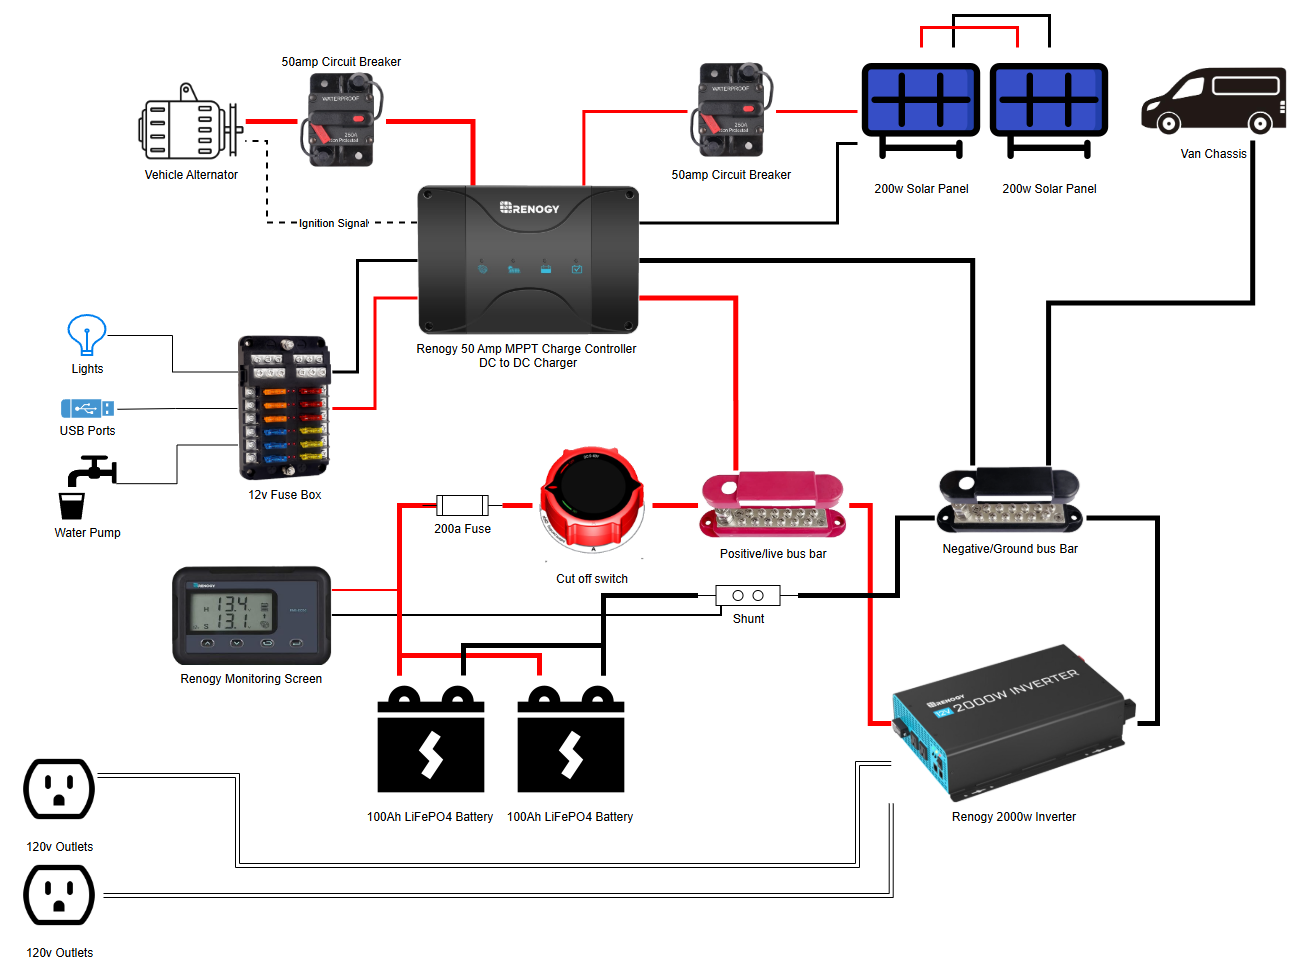 50amp Circuit Breaker
WATERPROOF
250A
Vehicle Alternator
WATERPROOF
250A
50amp Circuit Breaker
200w Solar Panel
200w Solar Panel
Van Chassis
Ignition Signal
RENOGY
Renogy 50 Amp MPPT Charge Controller
DC to DC Charger
Lights
USB Ports
12v Fuse Box
Water Pump
200a Fuse
Cut off switch
Positive/live bus bar
Negative/Ground bus Bar
Shunt
RENOGY
H 13.4
S 13.1
Renogy Monitoring Screen
RENOGY
12V 2000W INVERTER
100Ah LiFePO4 Battery
100Ah LiFePO4 Battery
Renogy 2000w Inverter
120v Outlets
120v Outlets